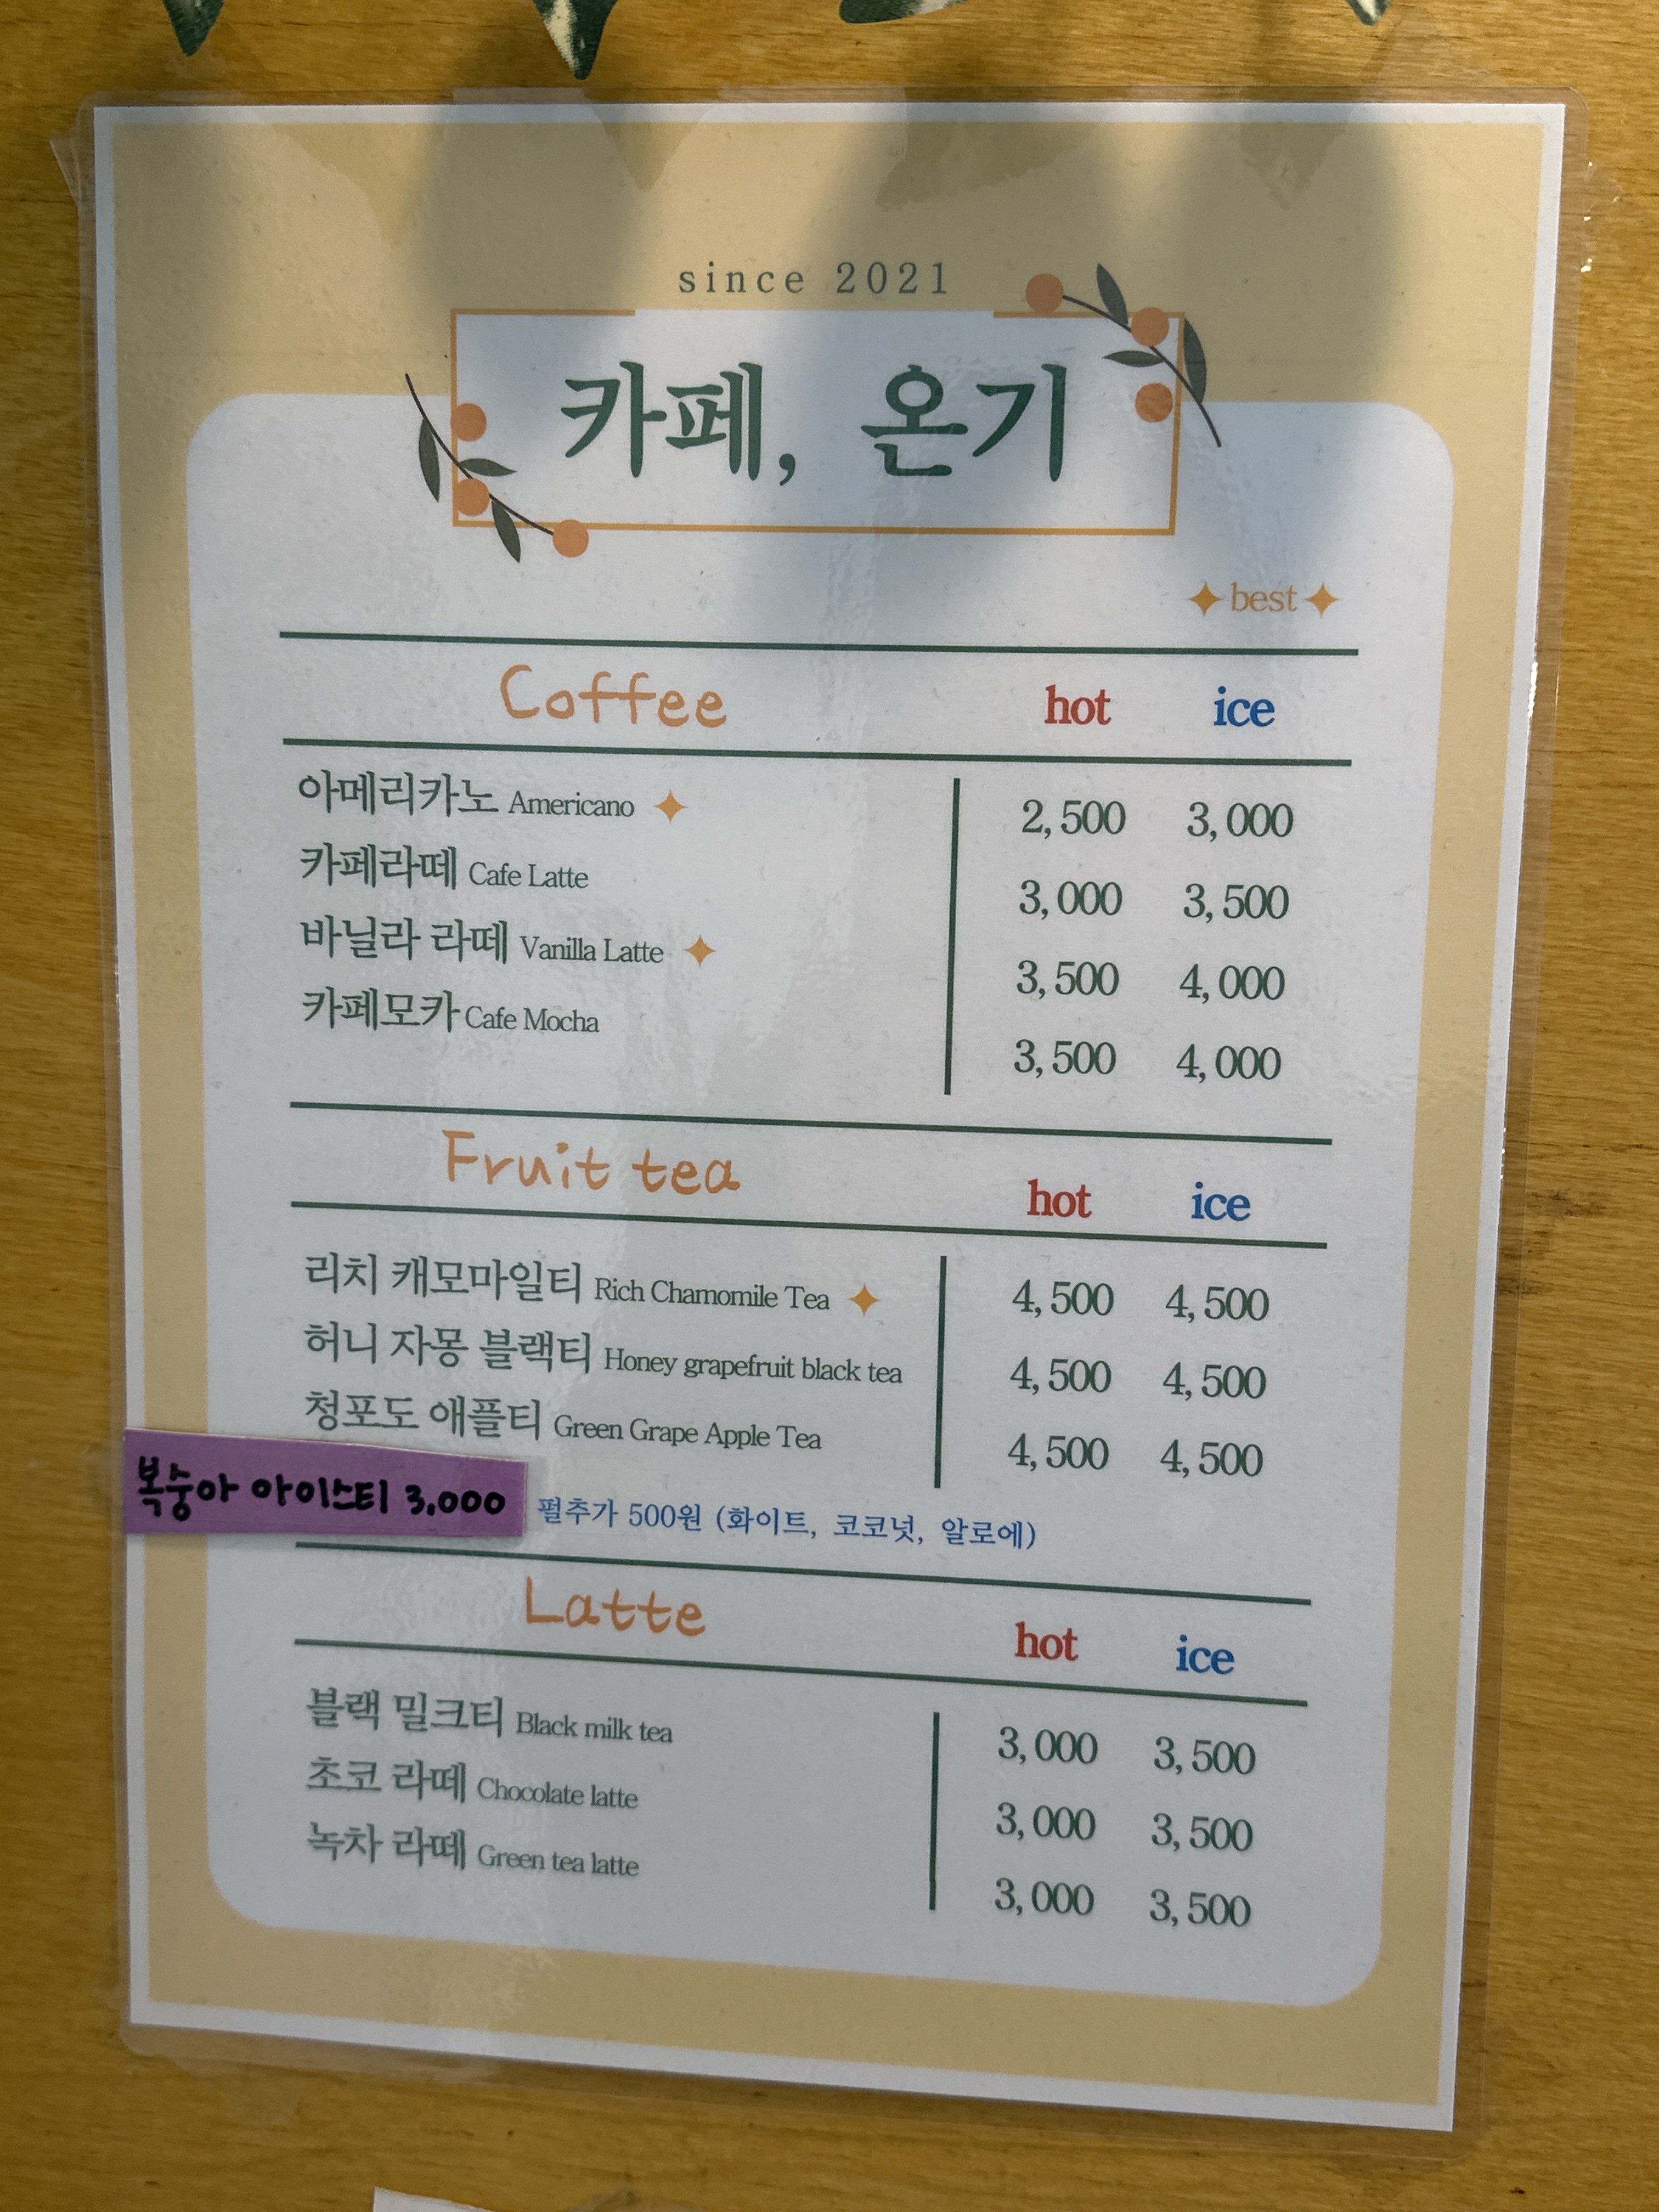 since 2021
카페, 온기
best
Coffee hot ice
아메리카노 Americano 2,500 3,000
카페라떼 Cafe Latte 3,000 3,500
바닐라 라떼 Vanilla Latte 3,500 4,000
카페모카 Cafe Mocha 3,500 4,000
Fruit tea hot ice
리치 캐모마일티 Rich Chamomile Tea 4,500 4,500
허니 자몽 블랙티 Honey grapefruit black tea 4,500 4,500
청포도 애플티 Green Grape Apple Tea 4,500 4,500
복숭아 아이스티 3,000
펄추가 500원 (화이트, 코코넛, 알로에)
Latte hot ice
블랙 밀크티 Black milk tea 3,000 3,500
초코 라떼 Chocolate latte 3,000 3,500
녹차 라떼 Green tea latte 3,000 3,500